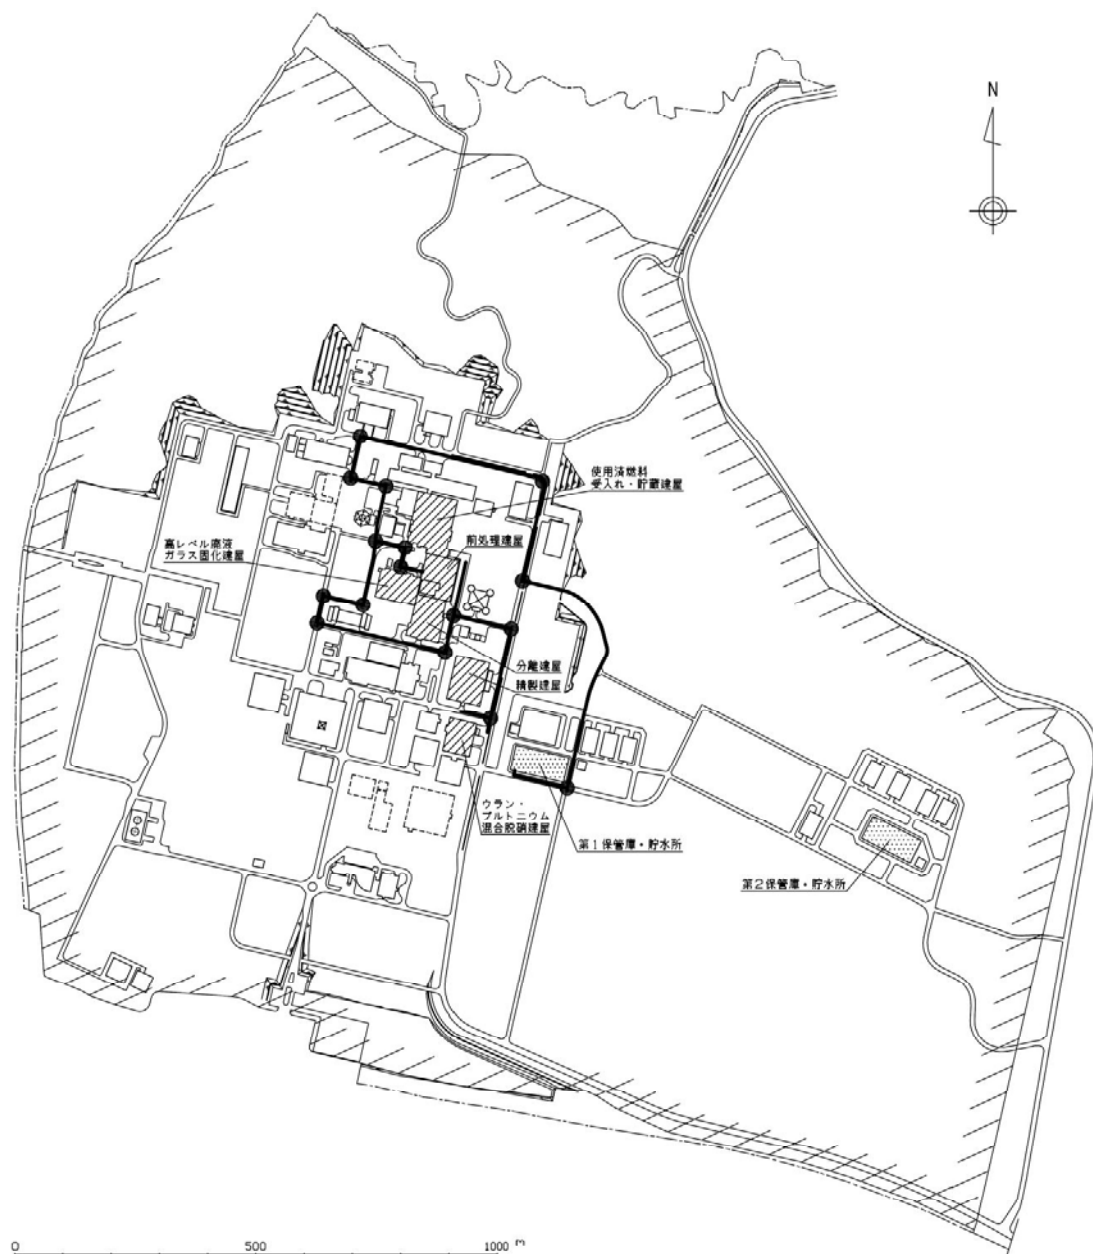 N
使用済燃料
受入れ・貯蔵建屋
前処理建屋
高レベル廃液
ガラス固化建屋
分離建屋
精製建屋
ウラン・
プルトニウム
混合脱硝建屋
第1保管庫・貯水所
第2保管庫・貯水所
0 500 1000 m